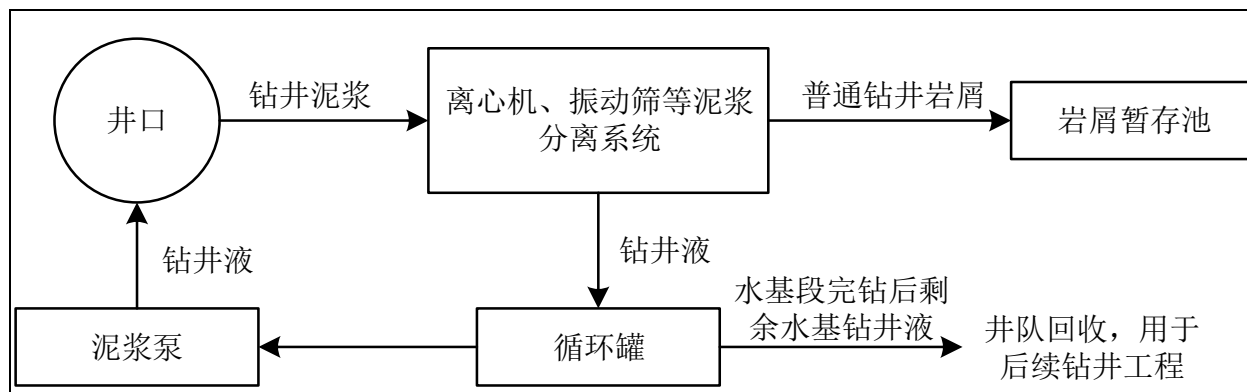 井口
钻井泥浆
离心机、振动筛等泥浆
分离系统
普通钻井岩屑
岩屑暂存池
钻井液
钻井液
水基段完钻后剩
余水基钻井液
井队回收，用于
后续钻井工程
泥浆泵
循环罐